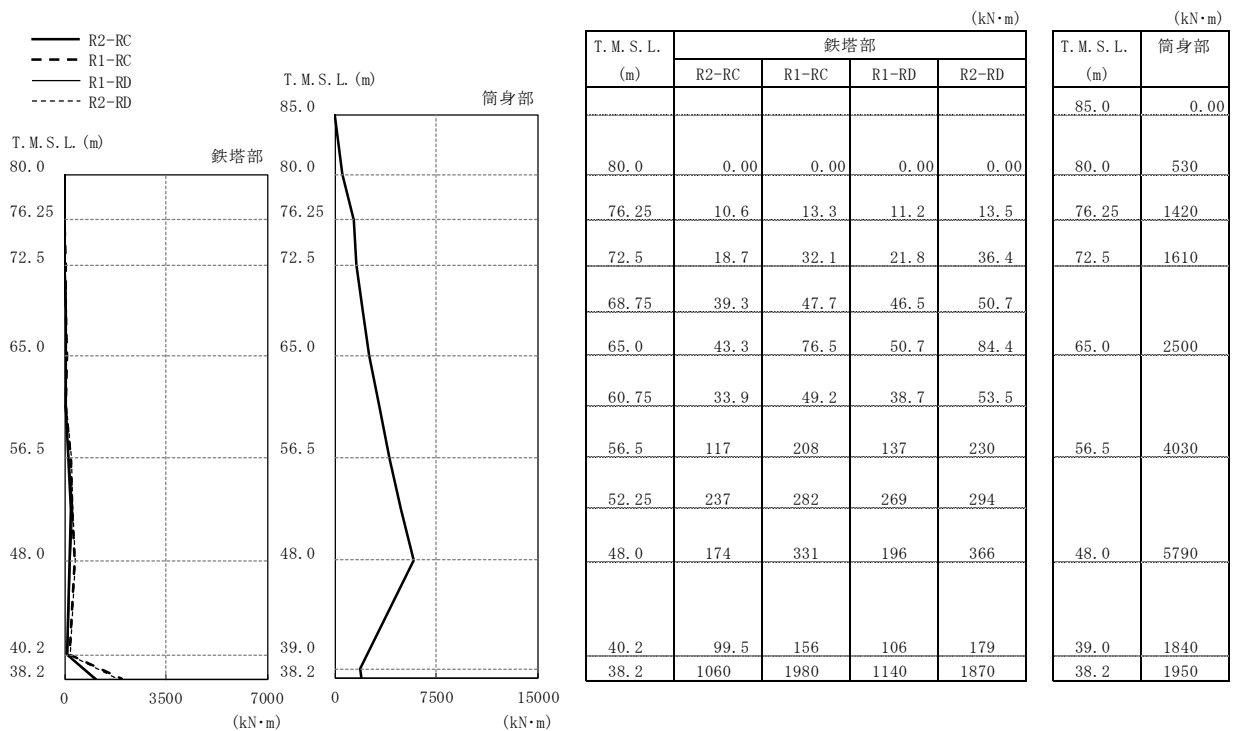 R2-RC
R1-RC
R1-RD
R2-RD
T.M.S.L.(m)
鉄塔部
80.0
76.25
72.5
65.0
56.5
48.0
40.2
38.2
0 3500 7000
(kN・m)
T.M.S.L.(m)
筒身部
85.0
80.0
76.25
72.5
65.0
56.5
48.0
39.0
38.2
0 7500 15000
(kN・m)
(kN・m)
T.M.S.L. 鉄塔部
(m) R2-RC R1-RC R1-RD R2-RD
80.0 0.00 0.00 0.00 0.00
76.25 10.6 13.3 11.2 13.5
72.5 18.7 32.1 21.8 36.4
68.75 39.3 47.7 46.5 50.7
65.0 43.3 76.5 50.7 84.4
60.75 33.9 49.2 38.7 53.5
56.5 117 208 137 230
52.25 237 282 269 294
48.0 174 331 196 366
40.2 99.5 156 106 179
38.2 1060 1980 1140 1870
(kN・m)
T.M.S.L. 筒身部
(m)
85.0 0.00
80.0 530
76.25 1420
72.5 1610
65.0 2500
56.5 4030
48.0 5790
39.0 1840
38.2 1950